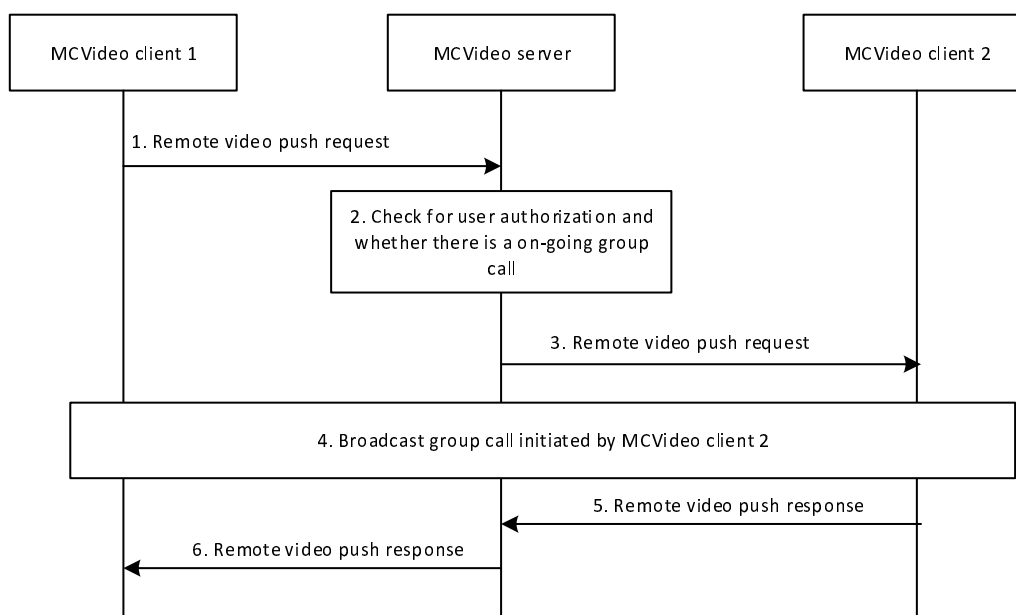 MCVideo client 1
MCVideo server
MCVideo client 2
1. Remote video push request
2. Check for user authorization and
whether there is a on-going group
call
3. Remote video push request
4. Broadcast group call initiated by MCVideo client 2
5. Remote video push response
6. Remote video push response